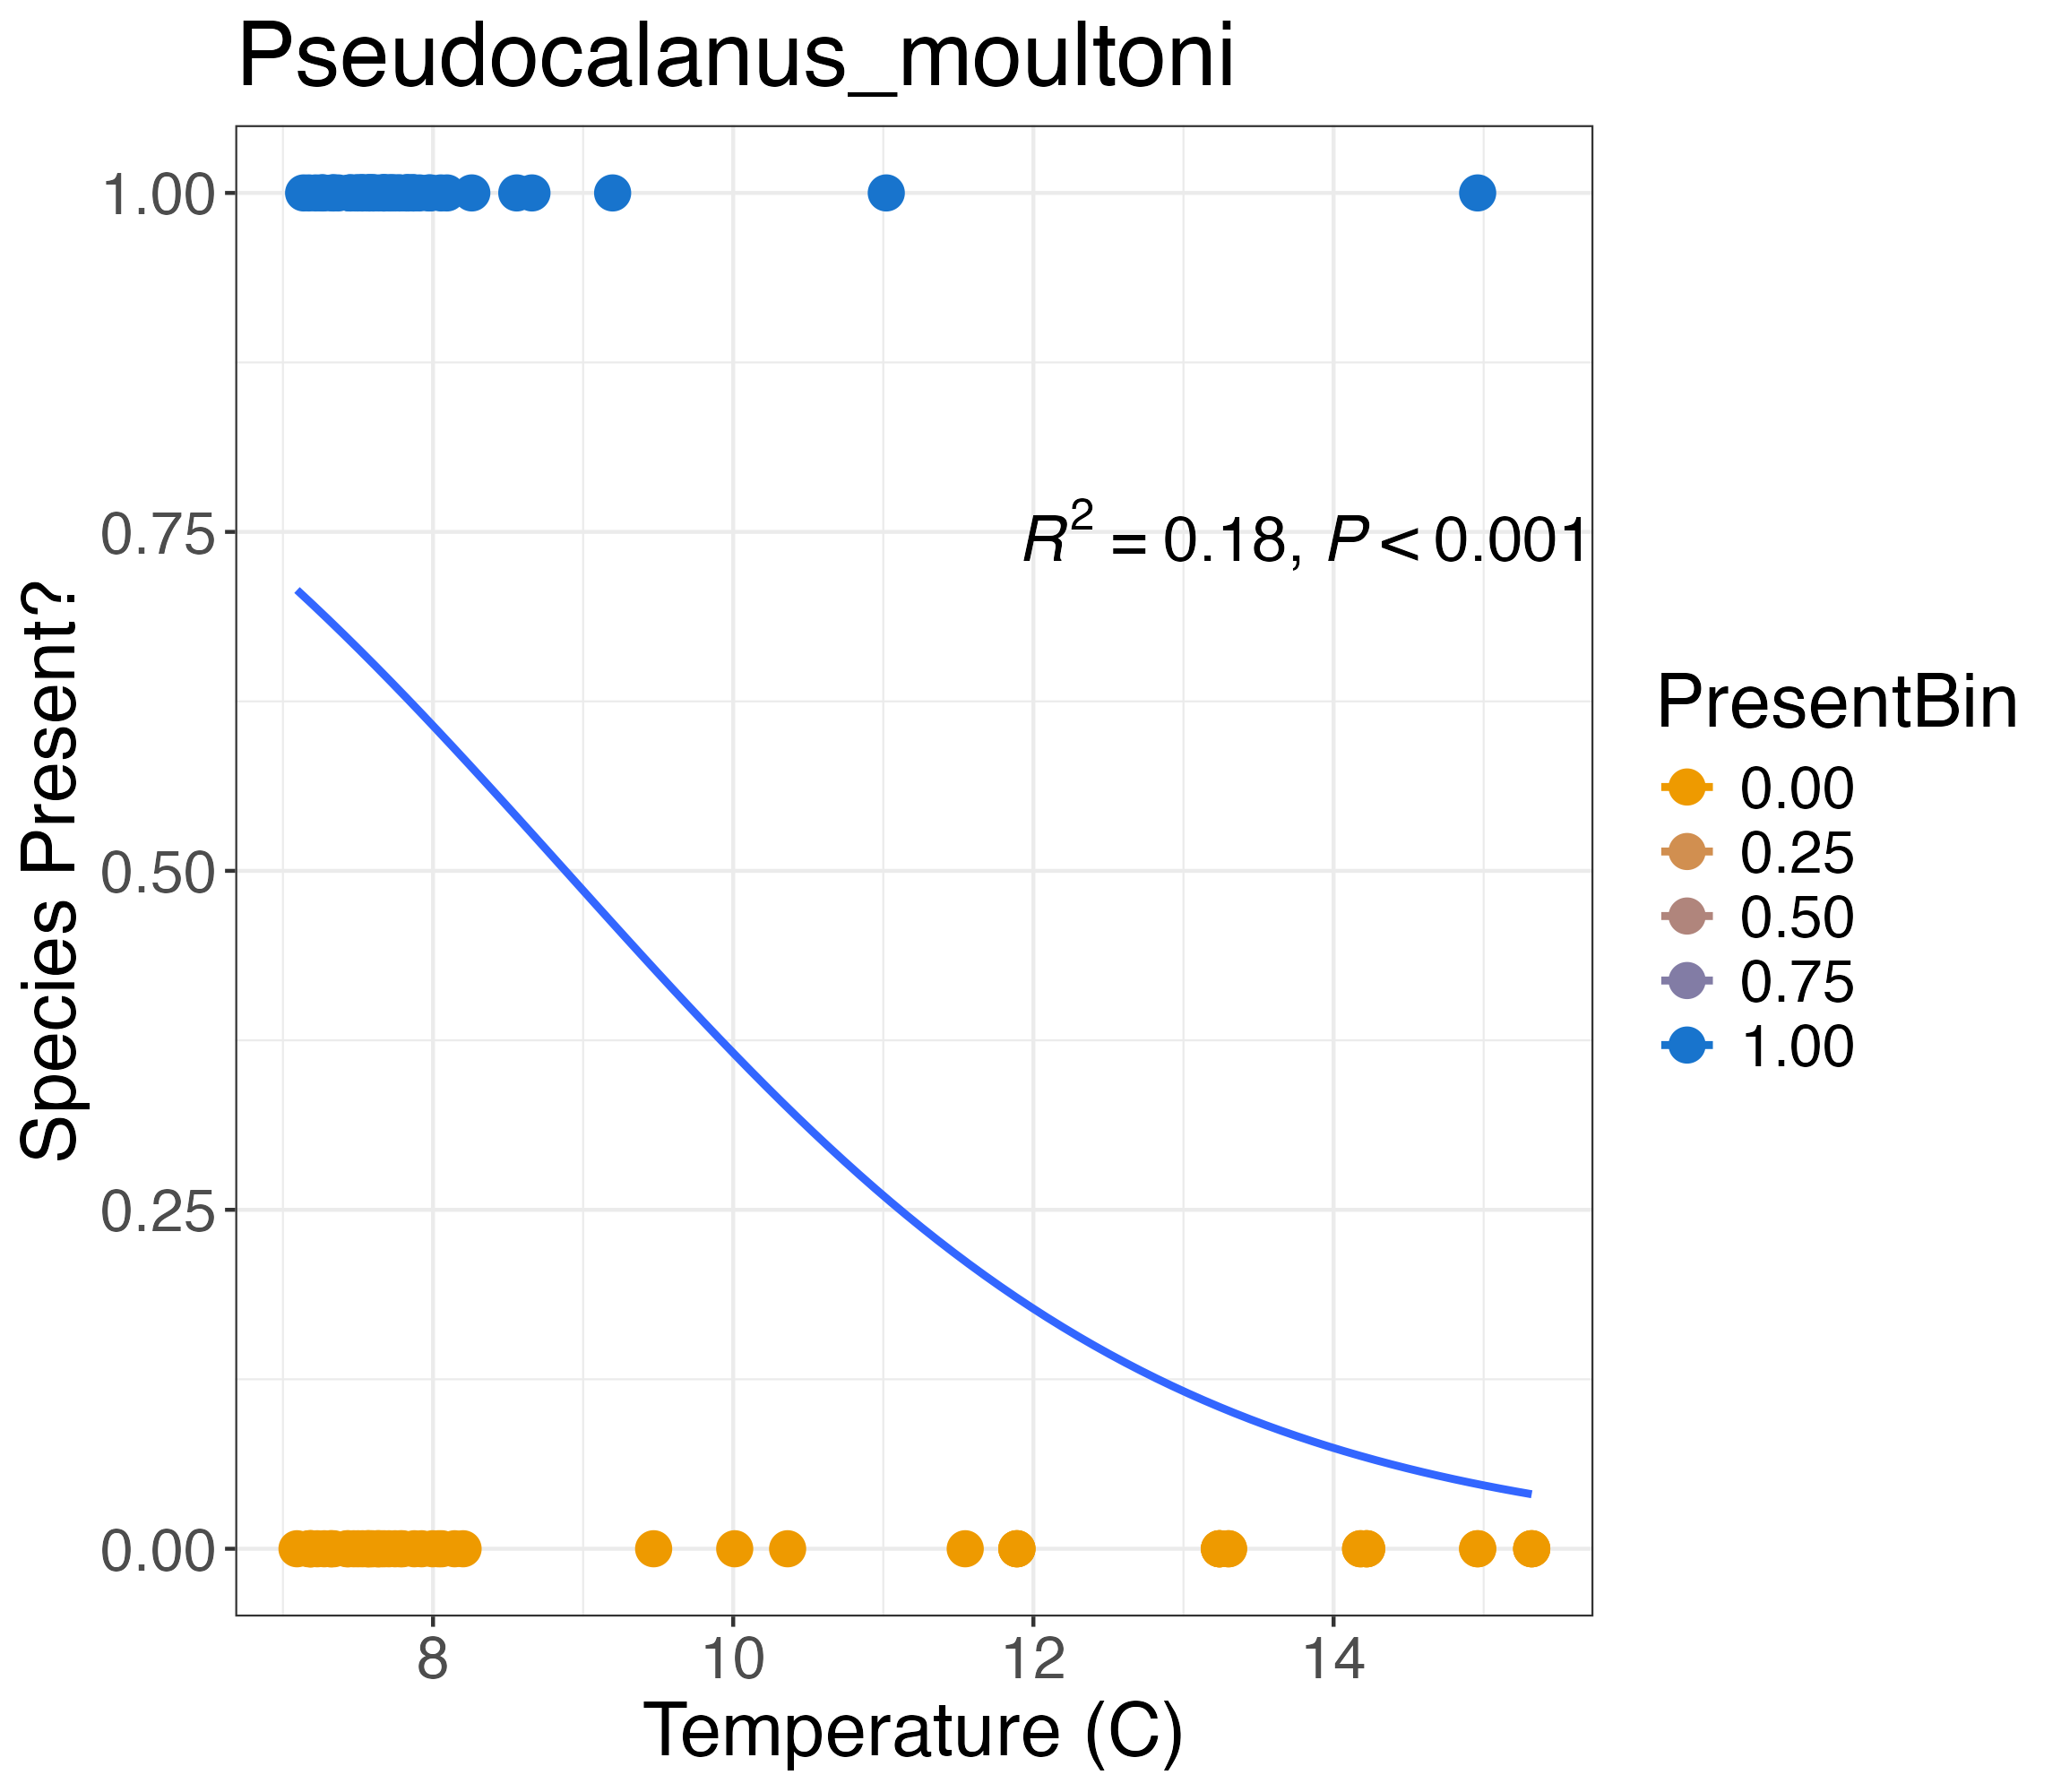 Pseudocalanus_moultoni
1.00
0.75
0.50
0.25
0.00
Species Present?
R² = 0.18, P < 0.001
8 10 12 14
Temperature (C)
PresentBin
0.00
0.25
0.50
0.75
1.00